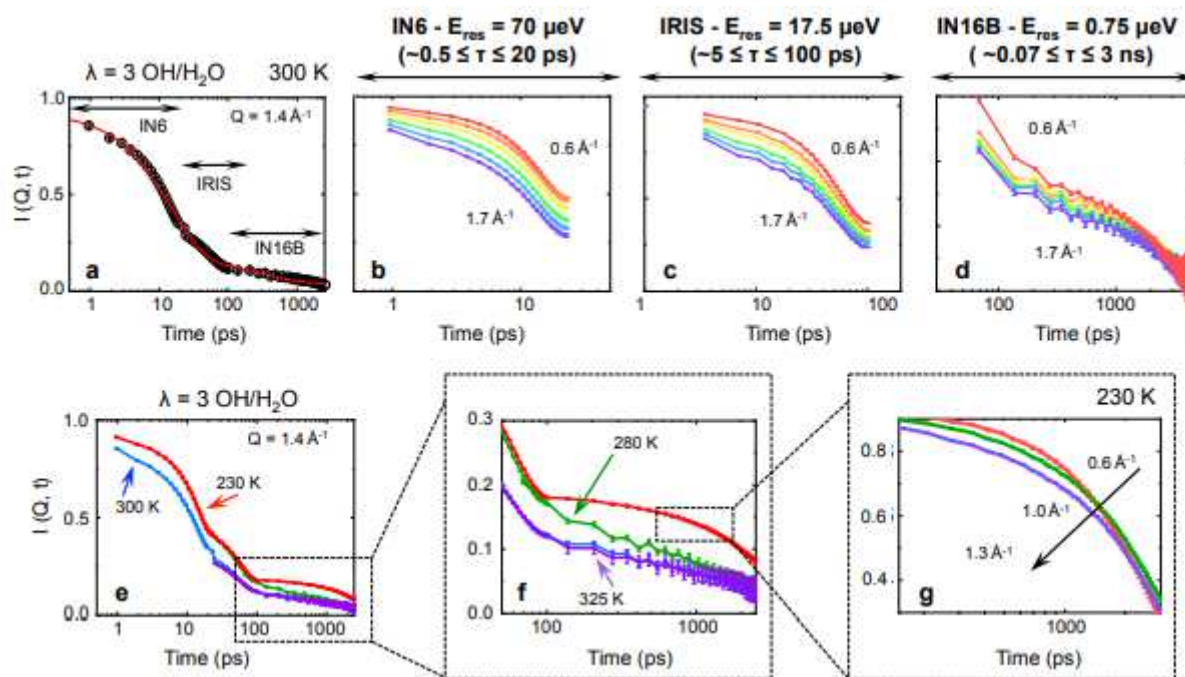 IN6 - E_res = 70 µeV
(~0.5 ≤ τ ≤ 20 ps)
IRIS - E_res = 17.5 µeV
(~5 ≤ τ ≤ 100 ps)
IN16B - E_res = 0.75 µeV
( ~0.07 ≤ τ ≤ 3 ns)
λ = 3 OH/H₂O 300 K
I (Q, t)
1.0
0.5
0.0
IN6
Q = 1.4 Å⁻¹
IRIS
IN16B
a
1 10 100 1000
Time (ps)
0.6 Å⁻¹
1.7 Å⁻¹
b
1 10
Time (ps)
0.6 Å⁻¹
1.7 Å⁻¹
c
1 10 100
Time (ps)
0.6 Å⁻¹
1.7 Å⁻¹
d
100 1000
Time (ps)
λ = 3 OH/H₂O
I (Q, t)
1.0
0.5
0.0
Q = 1.4 Å⁻¹
300 K
230 K
e
1 10 100 1000
Time (ps)
0.3
0.2
0.1
0.0
280 K
325 K
f
100 1000
Time (ps)
230 K
0.8
0.6
0.4
0.6 Å⁻¹
1.0 Å⁻¹
1.3 Å⁻¹
g
1000
Time (ps)